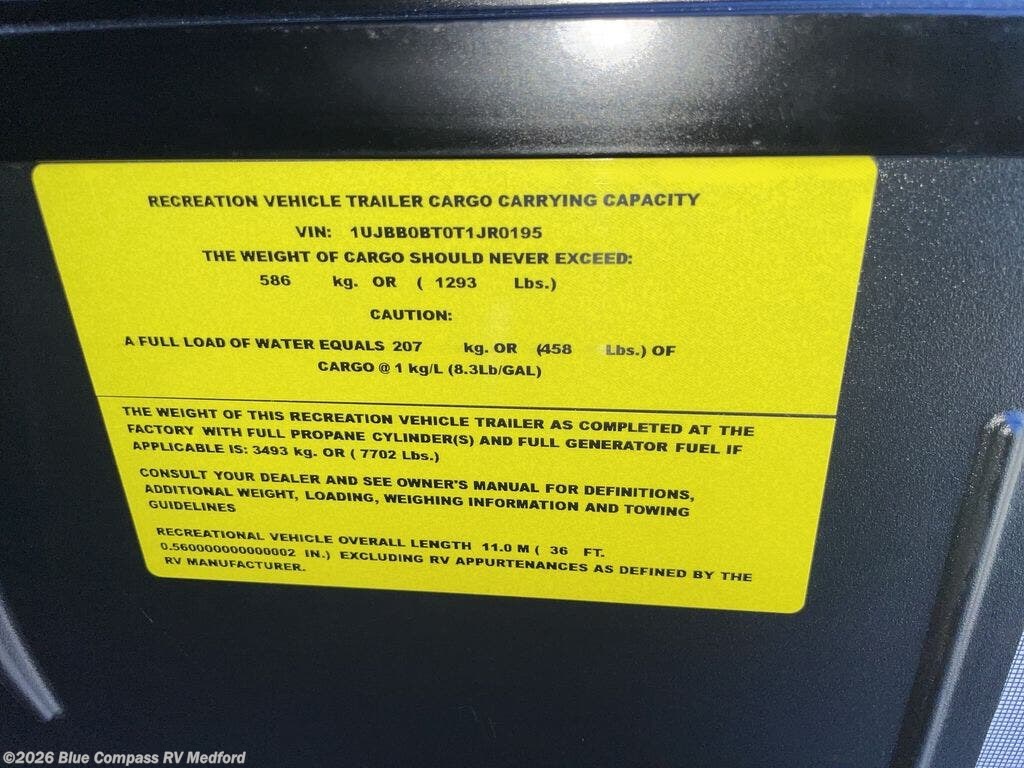 RECREATION VEHICLE TRAILER CARGO CARRYING CAPACITY
VIN: 1UJBB0BT0T1JR0195
THE WEIGHT OF CARGO SHOULD NEVER EXCEED:
586 kg. OR ( 1293 Lbs.)
CAUTION:
A FULL LOAD OF WATER EQUALS 207 kg. OR (458 Lbs.) OF
CARGO @ 1 kg/L (8.3Lb/GAL)
THE WEIGHT OF THIS RECREATION VEHICLE TRAILER AS COMPLETED AT THE
FACTORY WITH FULL PROPANE CYLINDER(S) AND FULL GENERATOR FUEL IF
APPLICABLE IS: 3493 kg. OR ( 7702 Lbs.)
CONSULT YOUR DEALER AND SEE OWNER'S MANUAL FOR DEFINITIONS,
ADDITIONAL WEIGHT, LOADING, WEIGHING INFORMATION AND TOWING
GUIDELINES
RECREATIONAL VEHICLE OVERALL LENGTH 11.0 M ( 36 FT.
0.560000000000002 IN.) EXCLUDING RV APPURTENANCES AS DEFINED BY THE
RV MANUFACTURER.
©2026 Blue Compass RV Medford